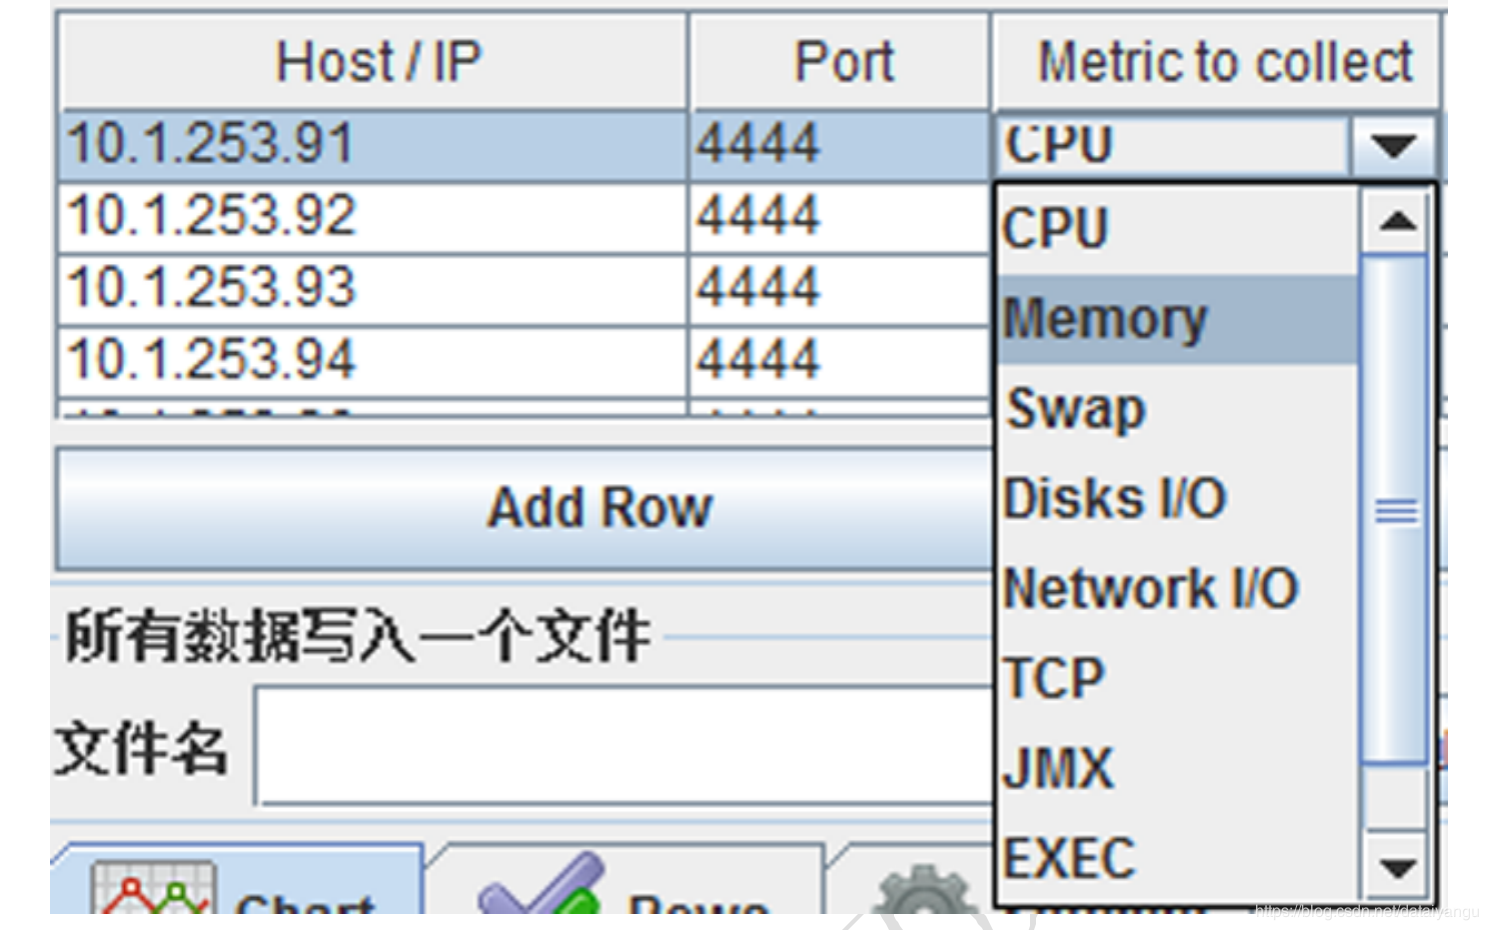 Host / IP Port Metric to collect
10.1.253.91 4444 CPU
10.1.253.92 4444
10.1.253.93 4444
10.1.253.94 4444
CPU
Memory
Swap
Disks I/O
Network I/O
TCP
JMX
EXEC
Add Row
所有数据写入一个文件
文件名
Chart Rows
https://blog.csdn.net/dataiyangu